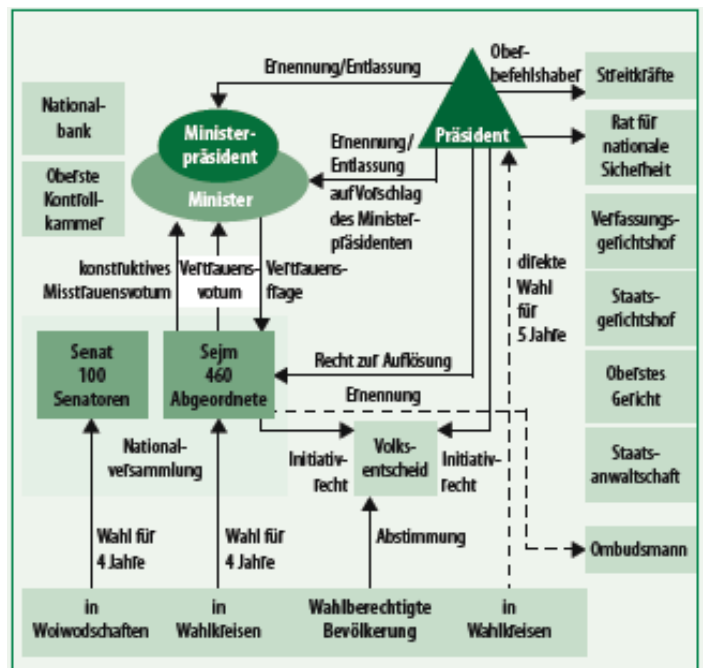 Ernennung/Entlassung
Ober-
befehlshaber
Streitkräfte
National-
bank
Minister-
präsident
Ernennung/
Entlassung
Präsident
Rat für
nationale
Sicherheit
Oberste
Kontroll-
kammer
Minister
auf Vorschlag
des Minister-
präsidenten
Verfassungs-
gerichtshof
konstruktives
Misstrauensvotum
Vertrauens-
votum
Vertrauens-
frage
direkte
Wahl
für
5 Jahre
Staats-
gerichtshof
Senat
100
Senatoren
Sejm
460
Abgeordnete
Recht zur Auflösung
Ernennung
Oberstes
Gericht
National-
versammlung
Initiativ-
recht
Volks-
entscheid
Initiativ-
recht
Staats-
anwaltschaft
Wahl für
4 Jahre
Wahl für
4 Jahre
Abstimmung
Ombudsmann
in
Woiwodschaften
in
Wahlkreisen
Wahlberechtigte
Bevölkerung
in
Wahlkreisen